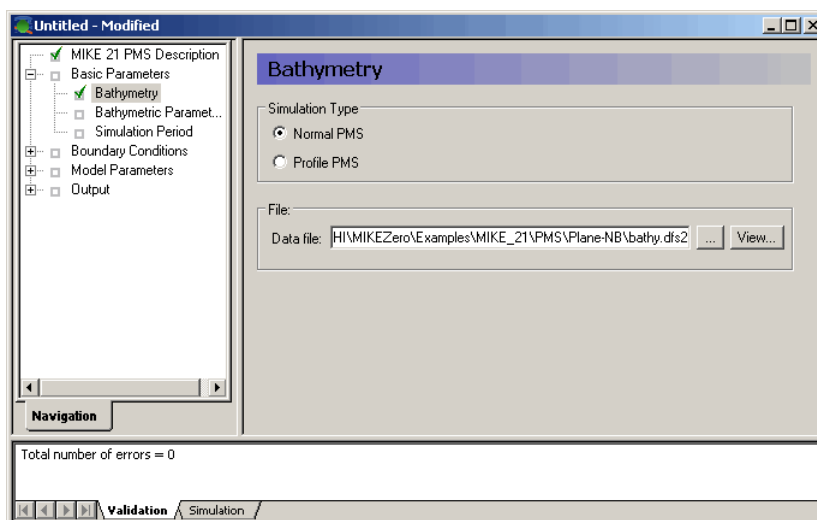 Untitled - Modified
MIKE 21 PMS Description
Basic Parameters
Bathymetry
Bathymetric Paramet...
Simulation Period
Boundary Conditions
Model Parameters
Output
Navigation
Bathymetry
Simulation Type
Normal PMS
Profile PMS
File:
Data file: HI\MIKEZero\Examples\MIKE_21\PMS\Plane-NB\bathy.dfs2 ... View...
Total number of errors = 0
Validation Simulation